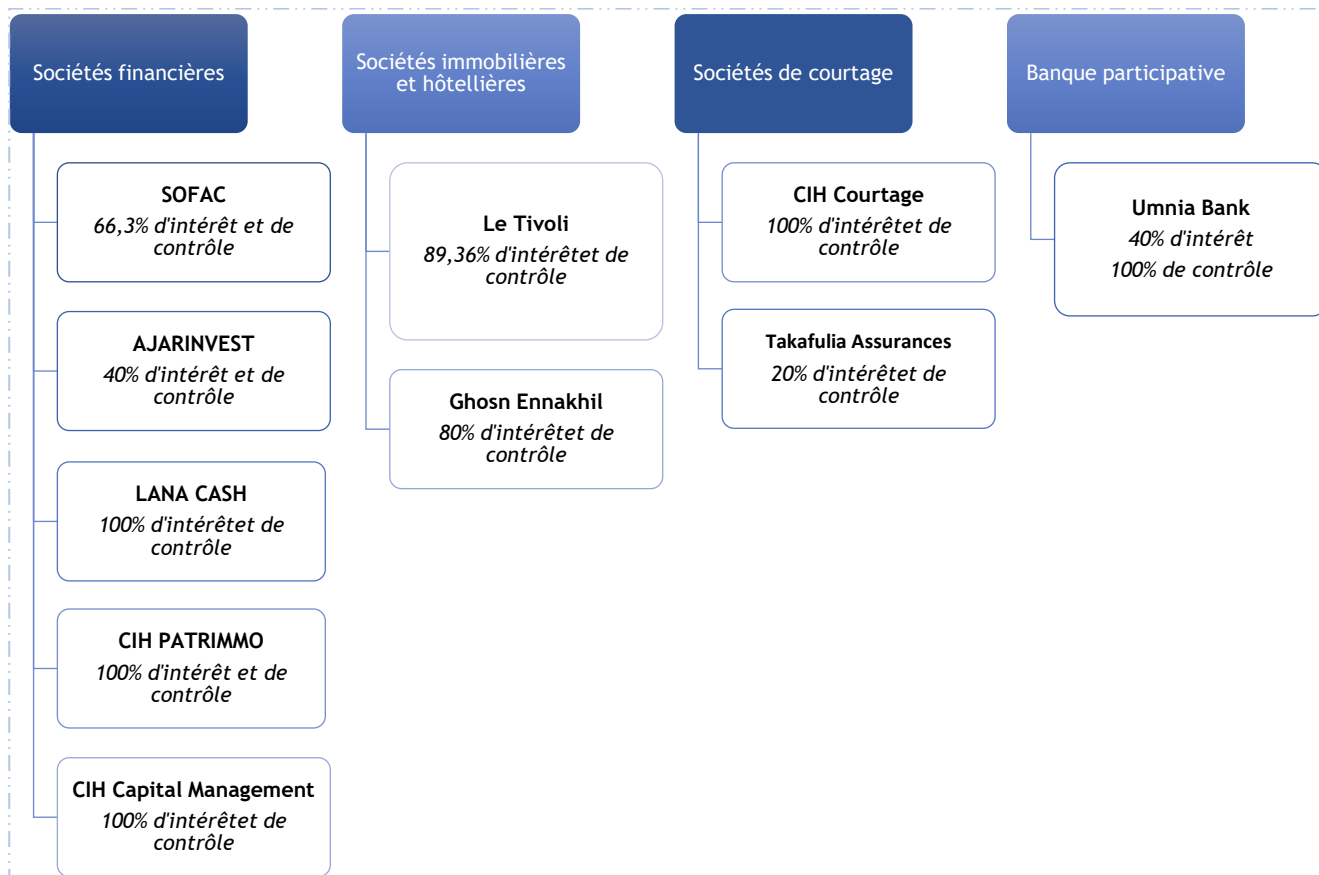 Sociétés financières
SOFAC
66,3% d'intérêt et de
contrôle
AJARINVEST
40% d'intérêt et de
contrôle
LANA CASH
100% d'intérêtet de
contrôle
CIH PATRIMMO
100% d'intérêt et de
contrôle
CIH Capital Management
100% d'intérêtet de
contrôle
Sociétés immobilières
et hôtellières
Le Tivoli
89,36% d'intérêtet de
contrôle
Ghosn Ennakhil
80% d'intérêtet de
contrôle
Sociétés de courtage
CIH Courtage
100% d'intérêtet de
contrôle
Takafulia Assurances
20% d'intérêtet de
contrôle
Banque participative
Umnia Bank
40% d'intérêt
100% de contrôle